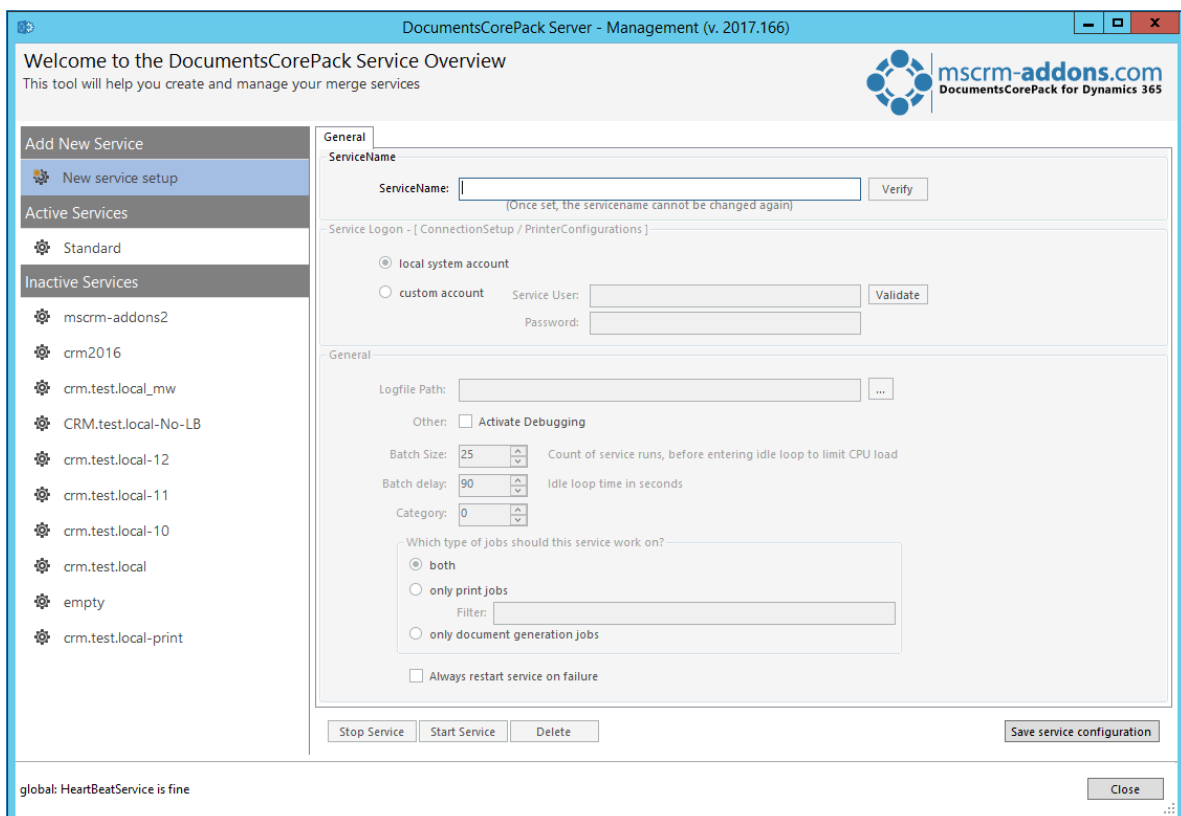 DocumentsCorePack Server - Management (v. 2017.166)
x
Welcome to the DocumentsCorePack Service Overview
This tool will help you create and manage your merge services
mscrm-addons.com
DocumentsCorePack for Dynamics 365
Add New Service
New service setup
Active Services
Standard
Inactive Services
mscrm-addons2
crm2016
crm.test.local_mw
CRM.test.local-No-LB
crm.test.local-12
crm.test.local-11
crm.test.local-10
crm.test.local
empty
crm.test.local-print
General
ServiceName
ServiceName: Verify
(Once set, the servicename cannot be changed again)
Service Logon - [ ConnectionSetup / PrinterConfigurations ]
local system account
custom account Service User: Validate
Password:
General
Logfile Path: ...
Other: Activate Debugging
Batch Size: 25 Count of service runs, before entering idle loop to limit CPU load
Batch delay: 90 Idle loop time in seconds
Category: 0
Which type of jobs should this service work on?
both
only print jobs
Filter:
only document generation jobs
Always restart service on failure
Stop Service Start Service Delete Save service configuration
global: HeartBeatService is fine Close